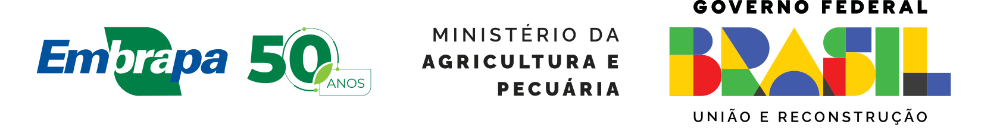 Embrapa
50
ANOS
MINISTÉRIO DA
AGRICULTURA E
PECUÁRIA
GOVERNO FEDERAL
BRASIL
UNIÃO E RECONSTRUÇÃO